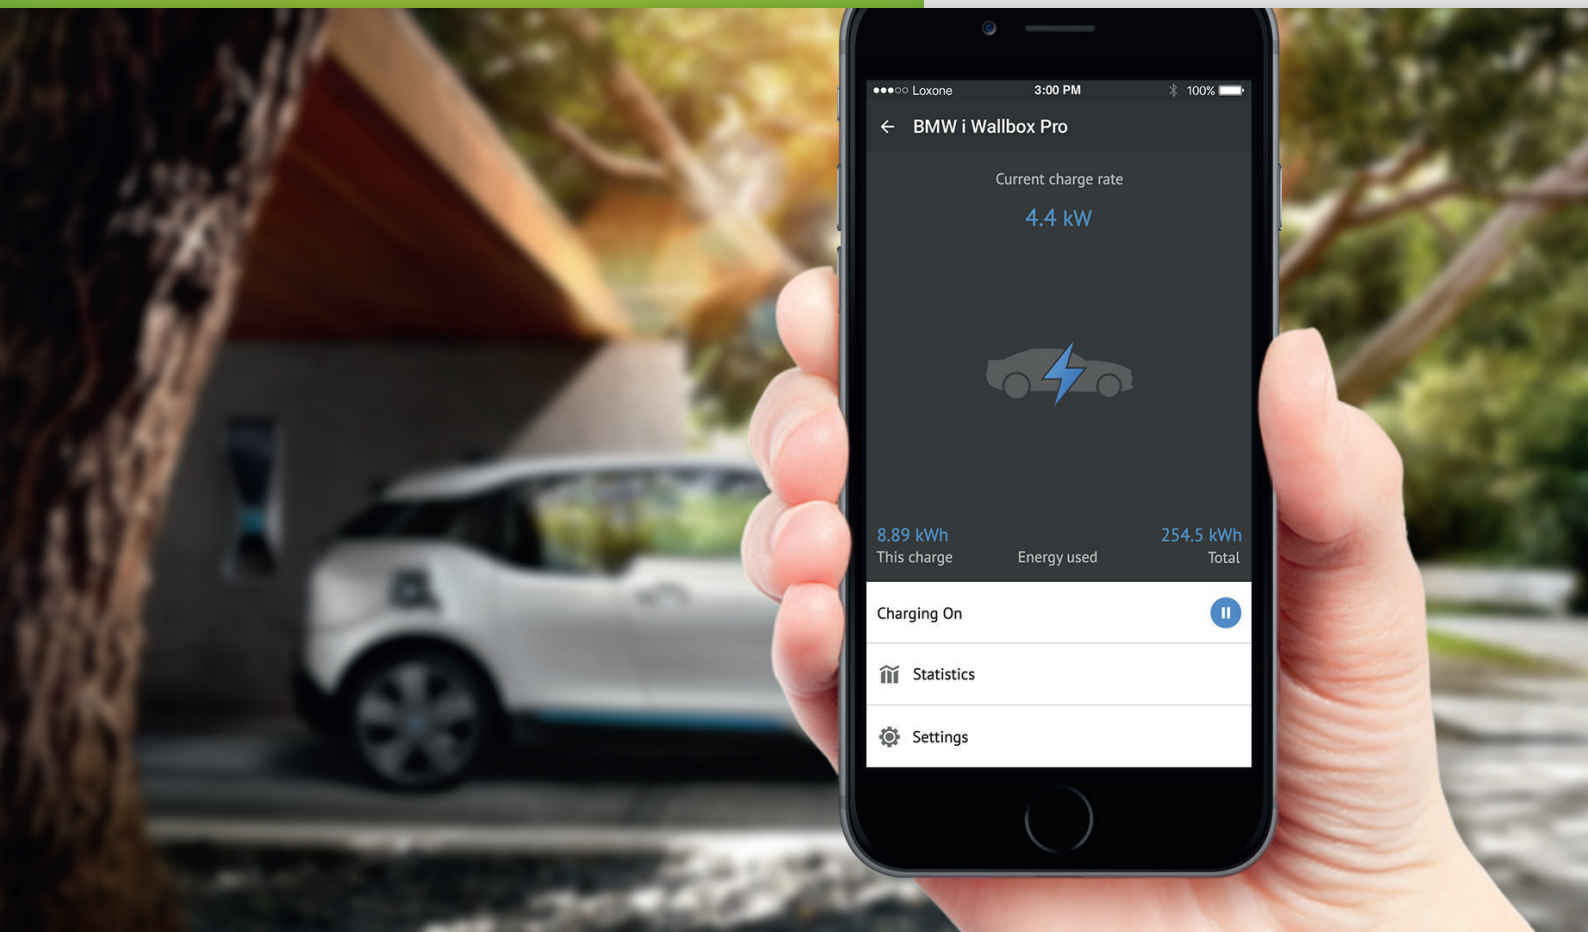 Loxone 3:00 PM 100%
BMW i Wallbox Pro
Current charge rate
4.4 kW
8.89 kWh 254.5 kWh
This charge Energy used Total
Charging On
Statistics
Settings